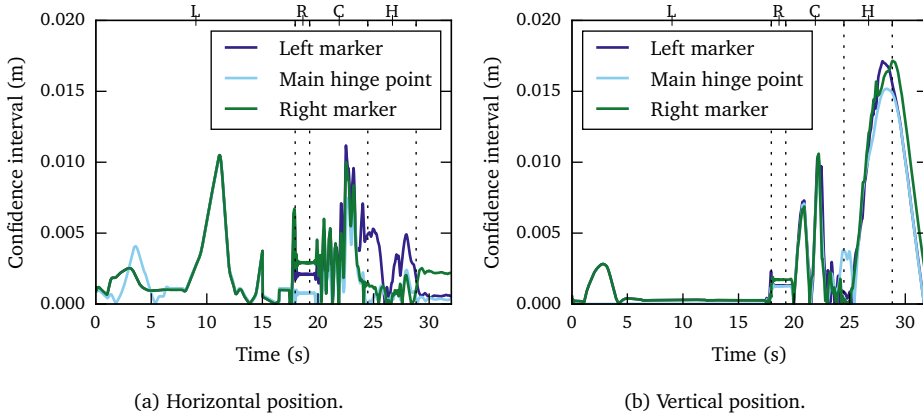 L R C H
0.020
0.015
0.010
0.005
0.000
Confidence interval (m)
Left marker
Main hinge point
Right marker
0 5 10 15 20 25 30
Time (s)
(a) Horizontal position.
L R C H
0.020
0.015
0.010
0.005
0.000
Confidence interval (m)
Left marker
Main hinge point
Right marker
0 5 10 15 20 25 30
Time (s)
(b) Vertical position.